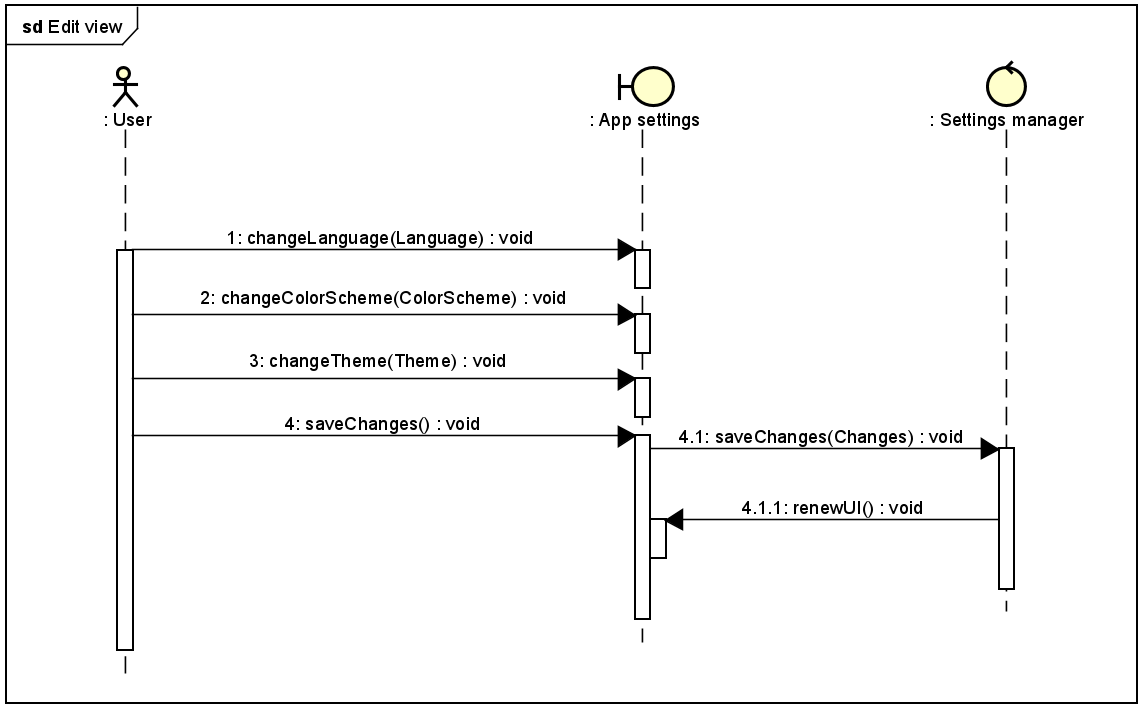 sd Edit view
: User
: App settings
: Settings manager
1: changeLanguage(Language) : void
2: changeColorScheme(ColorScheme) : void
3: changeTheme(Theme) : void
4: saveChanges() : void
4.1: saveChanges(Changes) : void
4.1.1: renewUI() : void